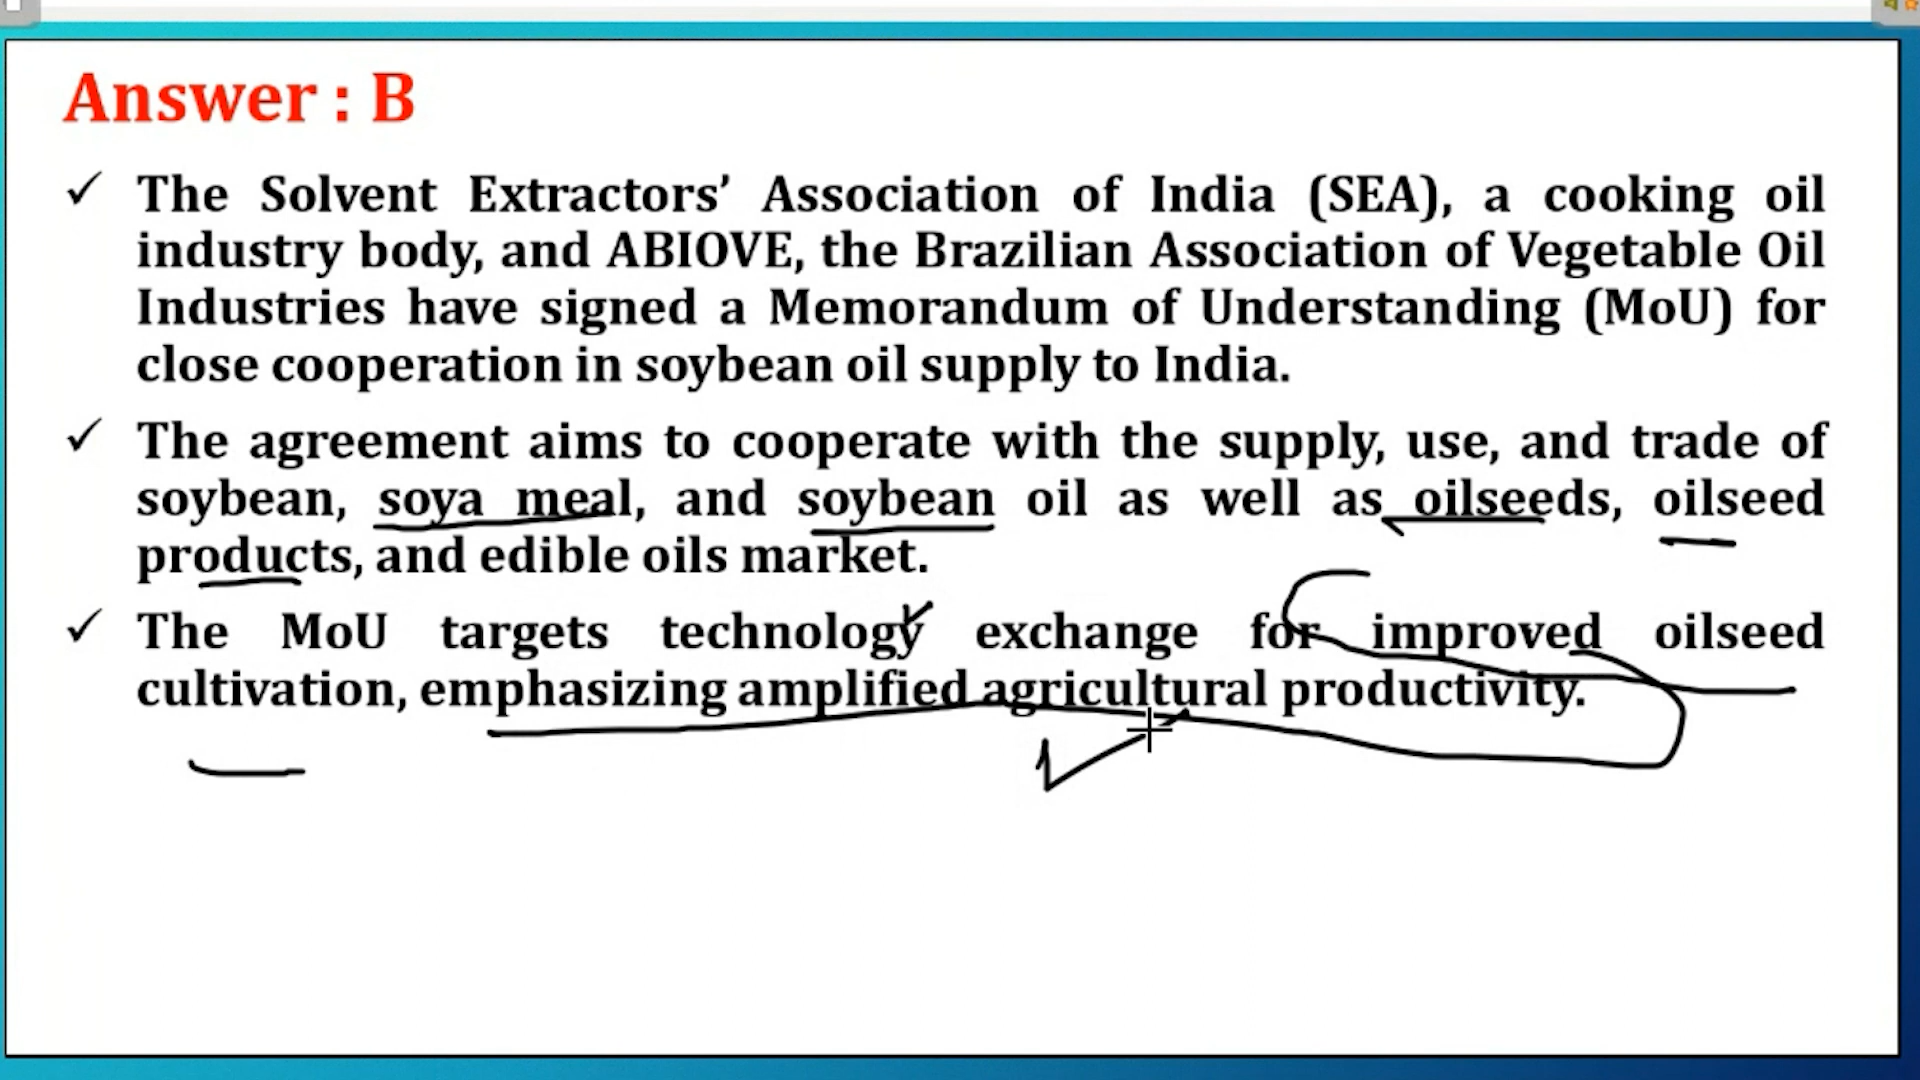 Answer : B
✓ The Solvent Extractors’ Association of India (SEA), a cooking oil
industry body, and ABIOVE, the Brazilian Association of Vegetable Oil
Industries have signed a Memorandum of Understanding (MoU) for
close cooperation in soybean oil supply to India.
✓ The agreement aims to cooperate with the supply, use, and trade of
soybean, soya meal, and soybean oil as well as oilseeds, oilseed
products, and edible oils market.
✓ The MoU targets technology exchange for improved oilseed
cultivation, emphasizing amplified agricultural productivity.